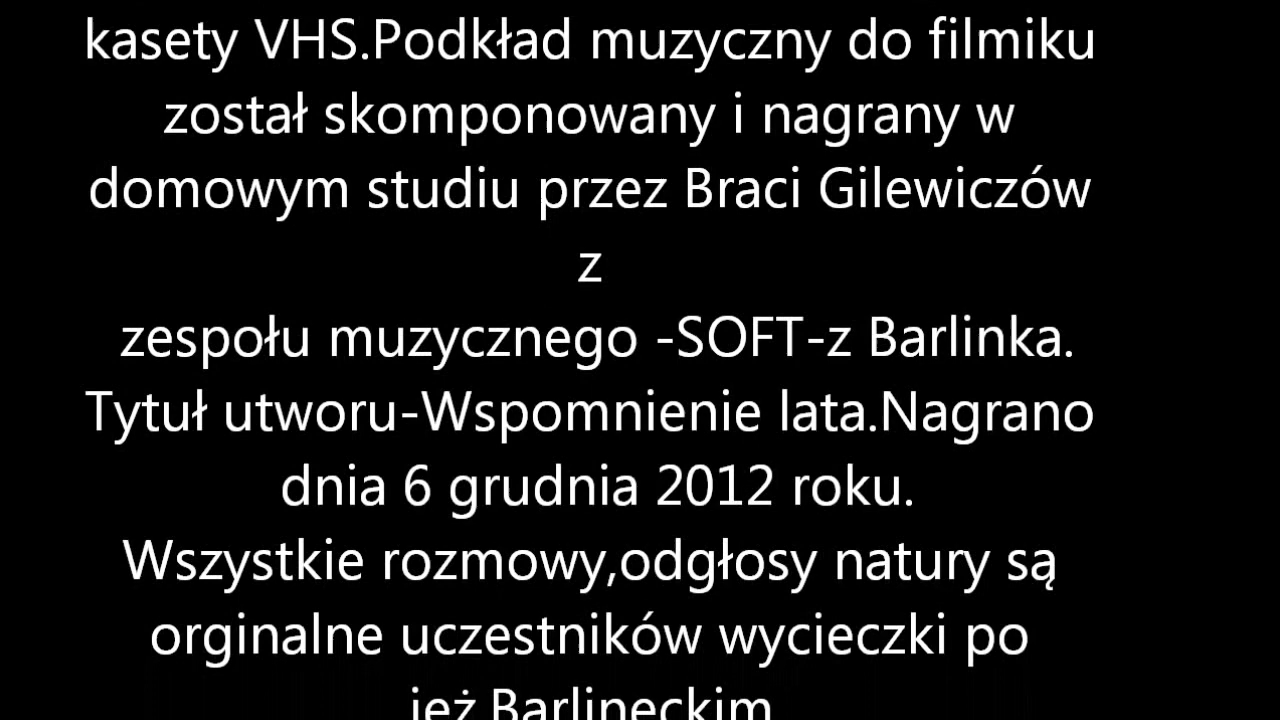 kasety VHS.Podkład muzyczny do filmiku
został skomponowany i nagrany w
domowym studiu przez Braci Gilewiczów
z
zespołu muzycznego -SOFT-z Barlinka.
Tytuł utworu-Wspomnienie lata.Nagrano
dnia 6 grudnia 2012 roku.
Wszystkie rozmowy,odgłosy natury są
orginalne uczestników wycieczki po
jeź Barlineckim